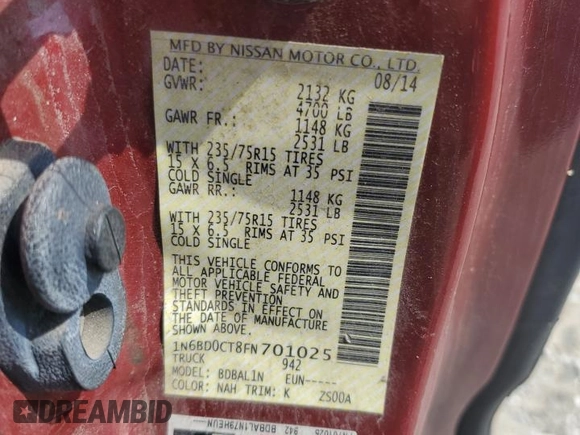 MFD BY NISSAN MOTOR CO., LTD.
DATE: 08/14
GVWR: 2132 KG
4700 LB
GAWR FR.: 1148 KG
2531 LB
WITH 235/75R15 TIRES
15 X 6.5 RIMS AT 35 PSI
COLD SINGLE
GAWR RR.: 1148 KG
2531 LB
WITH 235/75R15 TIRES
15 X 6.5 RIMS AT 35 PSI
COLD SINGLE
THIS VEHICLE CONFORMS TO
ALL APPLICABLE FEDERAL
MOTOR VEHICLE SAFETY AND
THEFT PREVENTION
STANDARDS IN EFFECT ON
THE DATE OF MANUFACTURE
SHOWN ABOVE.
1N6BD0CT8FN701025
TRUCK 942
MODEL: BDBAL1N EUN-----
COLOR: NAH TRIM: K ZS00A
942 BDBAL1NZ9HEUN
DREAMBID